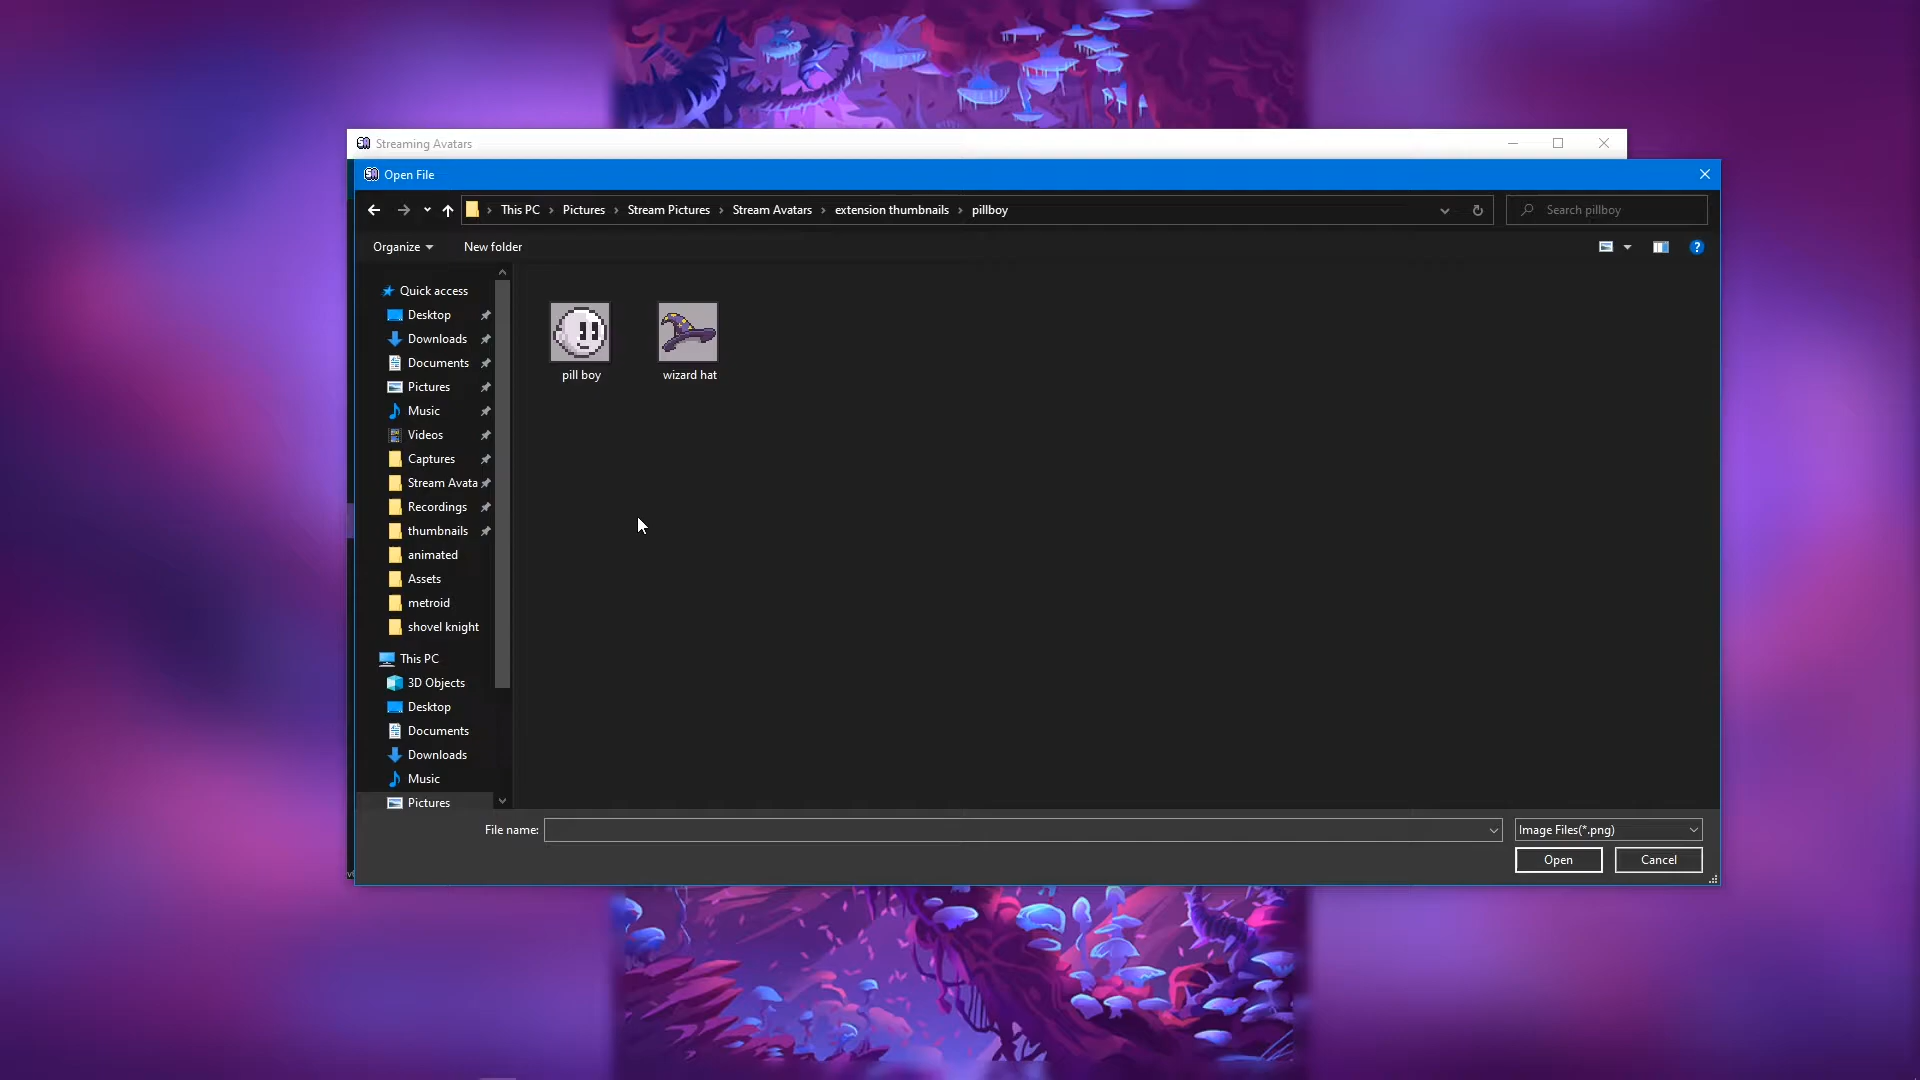 Streaming Avatars
Open File
This PC > Pictures > Stream Pictures > Stream Avatars > extension thumbnails > pillboy
Search pillboy
Organize
New folder
Quick access
Desktop
Downloads
Documents
Pictures
Music
Videos
Captures
Stream Avata
Recordings
thumbnails
animated
Assets
metroid
shovel knight
This PC
3D Objects
Desktop
Documents
Downloads
Music
Pictures
pill boy
wizard hat
File name:
Image Files(*.png)
Open
Cancel